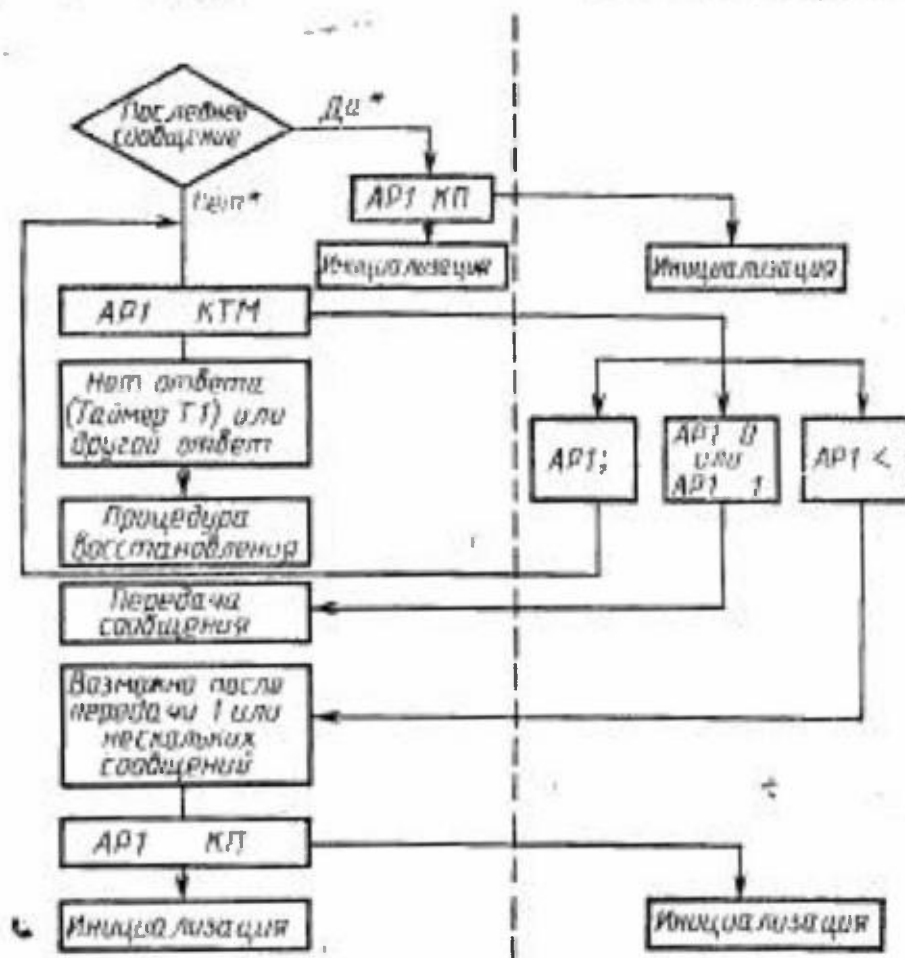 Последнее
сообщение
Да*
Нет*
АР1 КП
Инициализация
Инициализация
АР1 КТМ
Нет ответа
(Таймер Т1) или
другой ответ
АР1;
АР1 0
или
АР1 1
АР1 <
Процедура
восстановления
Передача
сообщения
Возможно после
передачи 1 или
нескольких
сообщений
АР1 КП
Инициализация
Инициализация